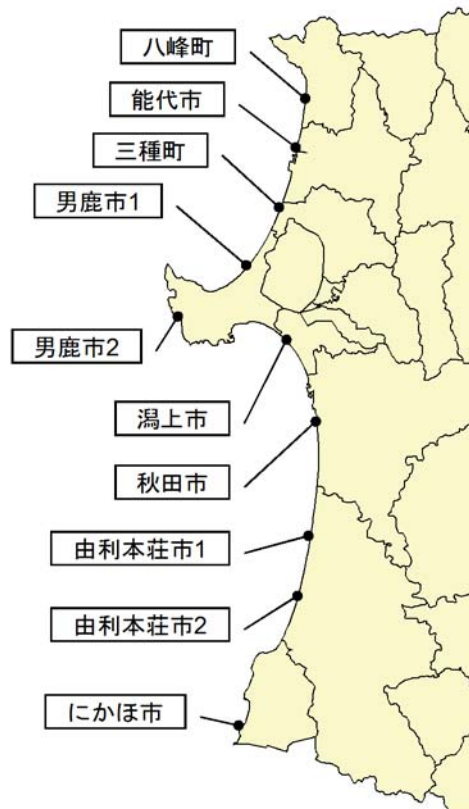 八峰町
能代市
三種町
男鹿市1
男鹿市2
潟上市
秋田市
由利本荘市1
由利本荘市2
にかほ市